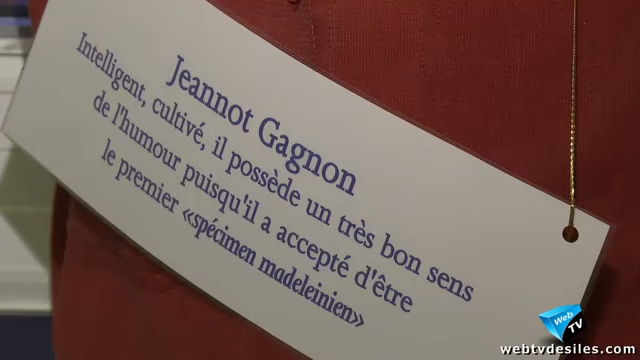 Jeannot Gagnon
Intelligent, cultivé, il possède un très bon sens
de l'humour puisqu'il a accepté d'être
le premier «spécimen madeleinien»
Web
TV
webtvdesiles.com